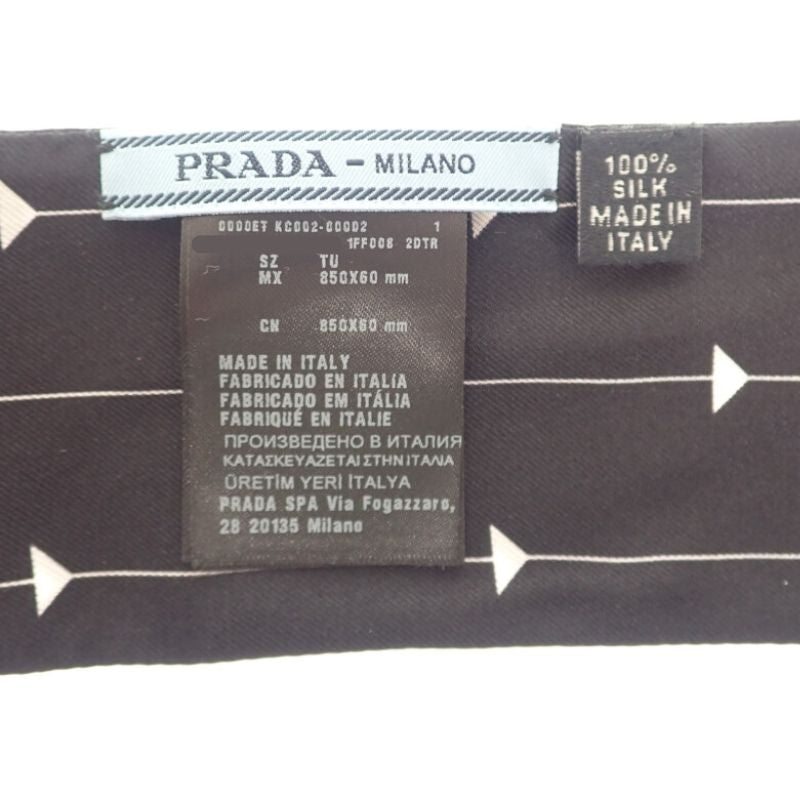 PRADA - MILANO
100%
SILK
MADE IN
ITALY
1
1FF008 2DTR
SZ TU
MX 850X60 mm
CN 850X60 mm
MADE IN ITALY
FABRICADO EN ITALIA
FABRICADO EM ITÁLIA
FABRIQUÉ EN ITALIE
ПРОИЗВЕДЕНО В ИТАЛИЯ
ΚΑΤΑΣΚΕΥΑΖΕΤΑΙ ΣΤΗΝ ΙΤΑΛΙΑ
ÜRETİM YERİ İTALYA
PRADA SPA Via Fogazzaro,
28 20135 Milano